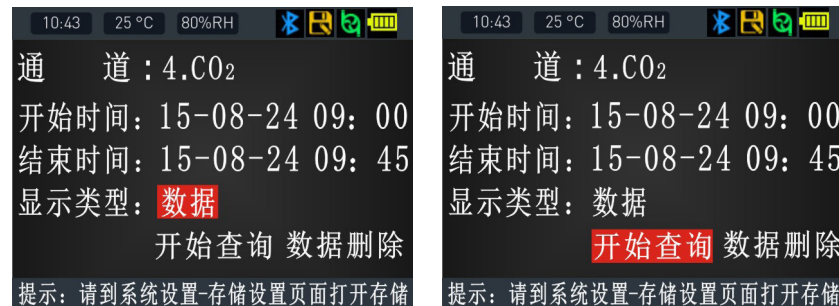 10:43 25 °C 80%RH
通 道：4.CO₂
开始时间：15-08-24 09：00
结束时间：15-08-24 09：45
显示类型：数据
开始查询 数据删除
提示：请到系统设置-存储设置页面打开存储
10:43 25 °C 80%RH
通 道：4.CO₂
开始时间：15-08-24 09：00
结束时间：15-08-24 09：45
显示类型：数据
开始查询 数据删除
提示：请到系统设置-存储设置页面打开存储